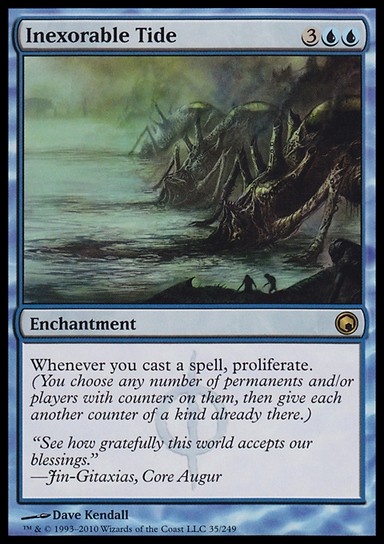 Inexorable Tide 3
Enchantment
Whenever you cast a spell, proliferate.
(You choose any number of permanents and/or
players with counters on them, then give each
another counter of a kind already there.)
“See how gratefully this world accepts our
blessings.”
—Jin-Gitaxias, Core Augur
Dave Kendall
™ & © 1993–2010 Wizards of the Coast LLC 35/249